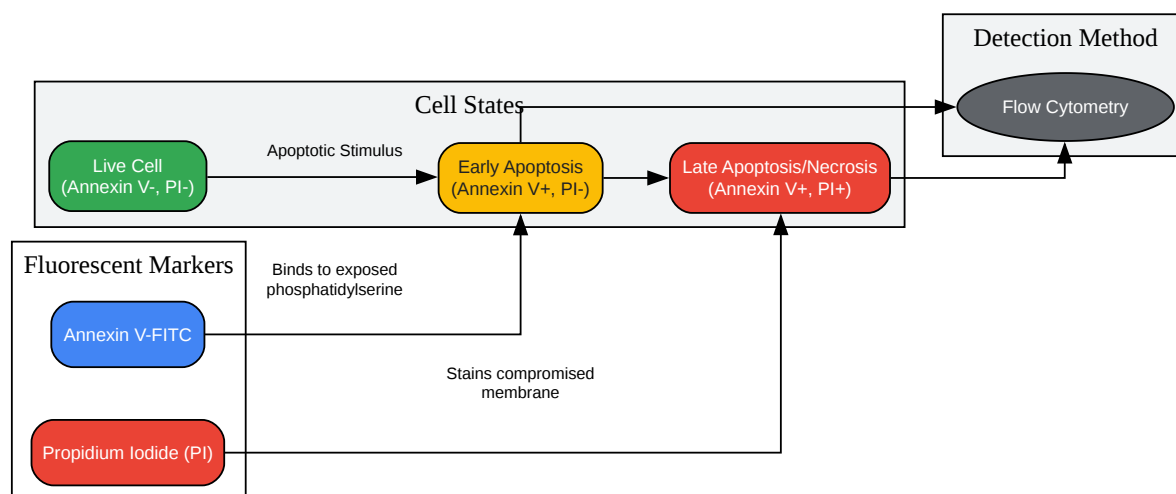 Detection Method
Flow Cytometry
Cell States
Live Cell
(Annexin V-, PI-)
Apoptotic Stimulus
Early Apoptosis
(Annexin V+, PI-)
Late Apoptosis/Necrosis
(Annexin V+, PI+)
Fluorescent Markers
Binds to exposed
phosphatidylserine
Annexin V-FITC
Stains compromised
membrane
Propidium Iodide (PI)